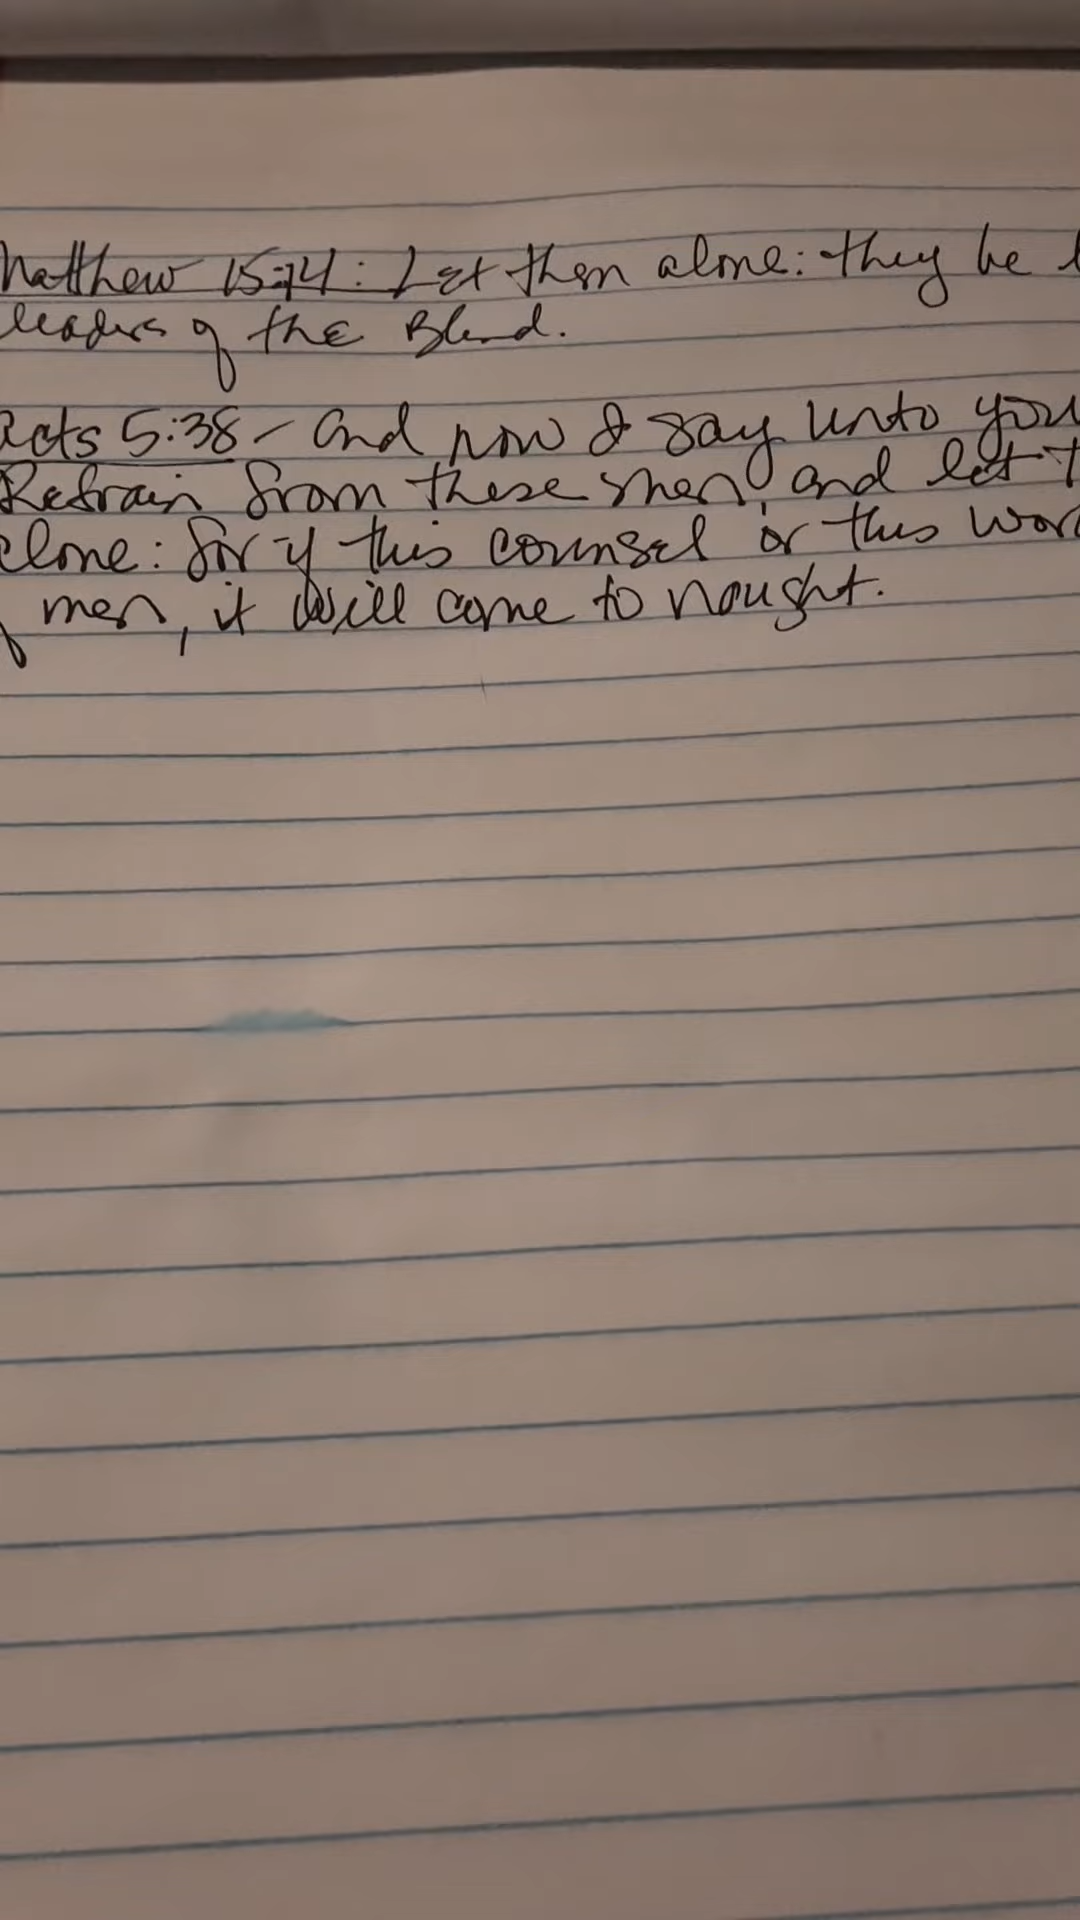 Matthew 15:14: Let them alone: they be
leaders of the Blind.
Acts 5:38 - And now I say unto you
Refrain from these men, and let
alone: for if this counsel or this wor
of men, it will come to nought.